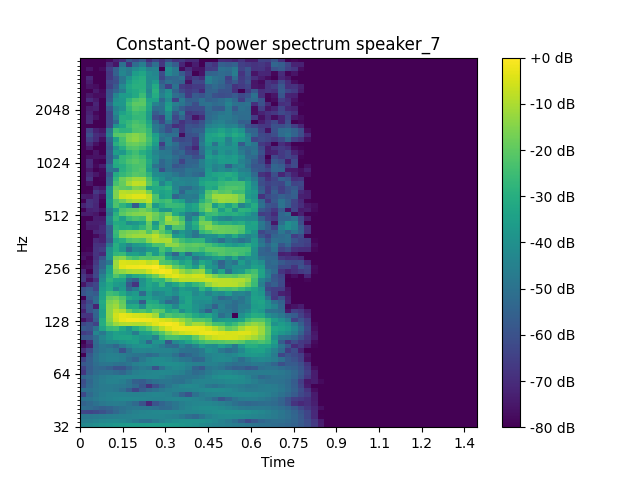 Constant-Q power spectrum speaker_7
Hz
2048
1024
512
256
128
64
32
0 0.15 0.3 0.45 0.6 0.75 0.9 1.1 1.2 1.4
Time
+0 dB
-10 dB
-20 dB
-30 dB
-40 dB
-50 dB
-60 dB
-70 dB
-80 dB